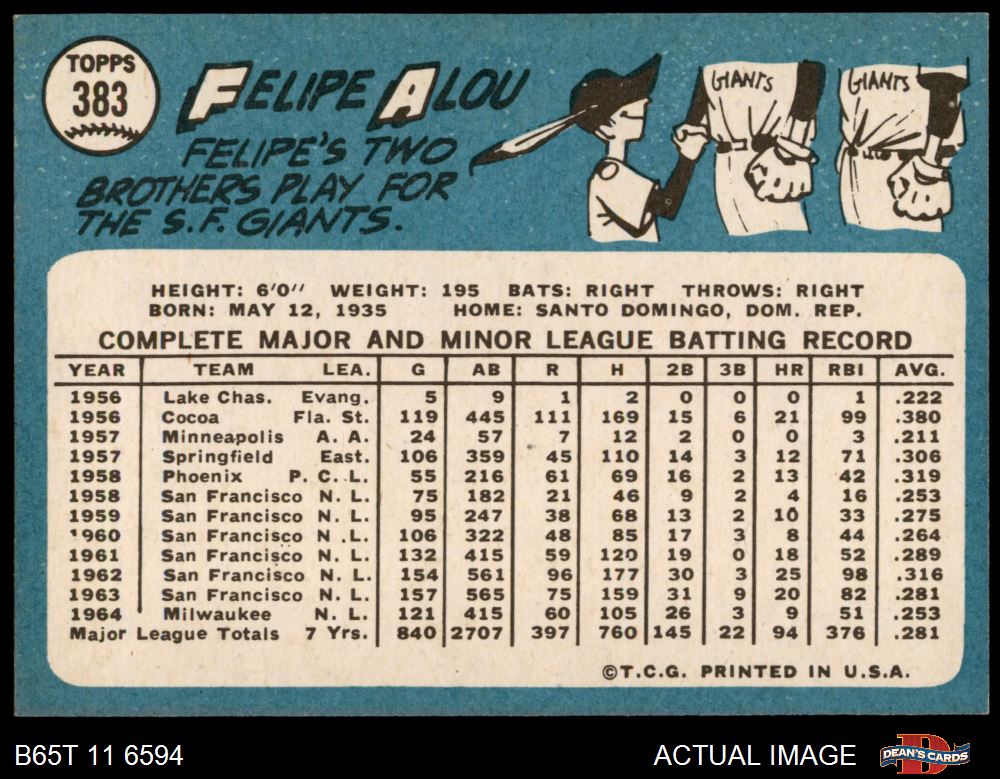 TOPPS
383
FELIPE ALOU
FELIPE'S TWO
BROTHERS PLAY FOR
THE S.F. GIANTS.
GIANTS
GIANTS
HEIGHT: 6'0" WEIGHT: 195 BATS: RIGHT THROWS: RIGHT
BORN: MAY 12, 1935 HOME: SANTO DOMINGO, DOM. REP.
COMPLETE MAJOR AND MINOR LEAGUE BATTING RECORD
YEAR TEAM LEA. G AB R H 2B 3B HR RBI AVG.
1956 Lake Chas. Evang. 5 9 1 2 0 0 0 1 .222
1956 Cocoa Fla. St. 119 445 111 169 15 6 21 99 .380
1957 Minneapolis A. A. 24 57 7 12 2 0 0 3 .211
1957 Springfield East. 106 359 45 110 14 3 12 71 .306
1958 Phoenix P. C. L. 55 216 61 69 16 2 13 42 .319
1958 San Francisco N. L. 75 182 21 46 9 2 4 16 .253
1959 San Francisco N. L. 95 247 38 68 13 2 10 33 .275
1960 San Francisco N. L. 106 322 48 85 17 3 8 44 .264
1961 San Francisco N. L. 132 415 59 120 19 0 18 52 .289
1962 San Francisco N. L. 154 561 96 177 30 3 25 98 .316
1963 San Francisco N. L. 157 565 75 159 31 9 20 82 .281
1964 Milwaukee N. L. 121 415 60 105 26 3 9 51 .253
Major League Totals 7 Yrs. 840 2707 397 760 145 22 94 376 .281
©T.C.G. PRINTED IN U.S.A.
B65T 11 6594 ACTUAL IMAGE DEAN'S CARDS